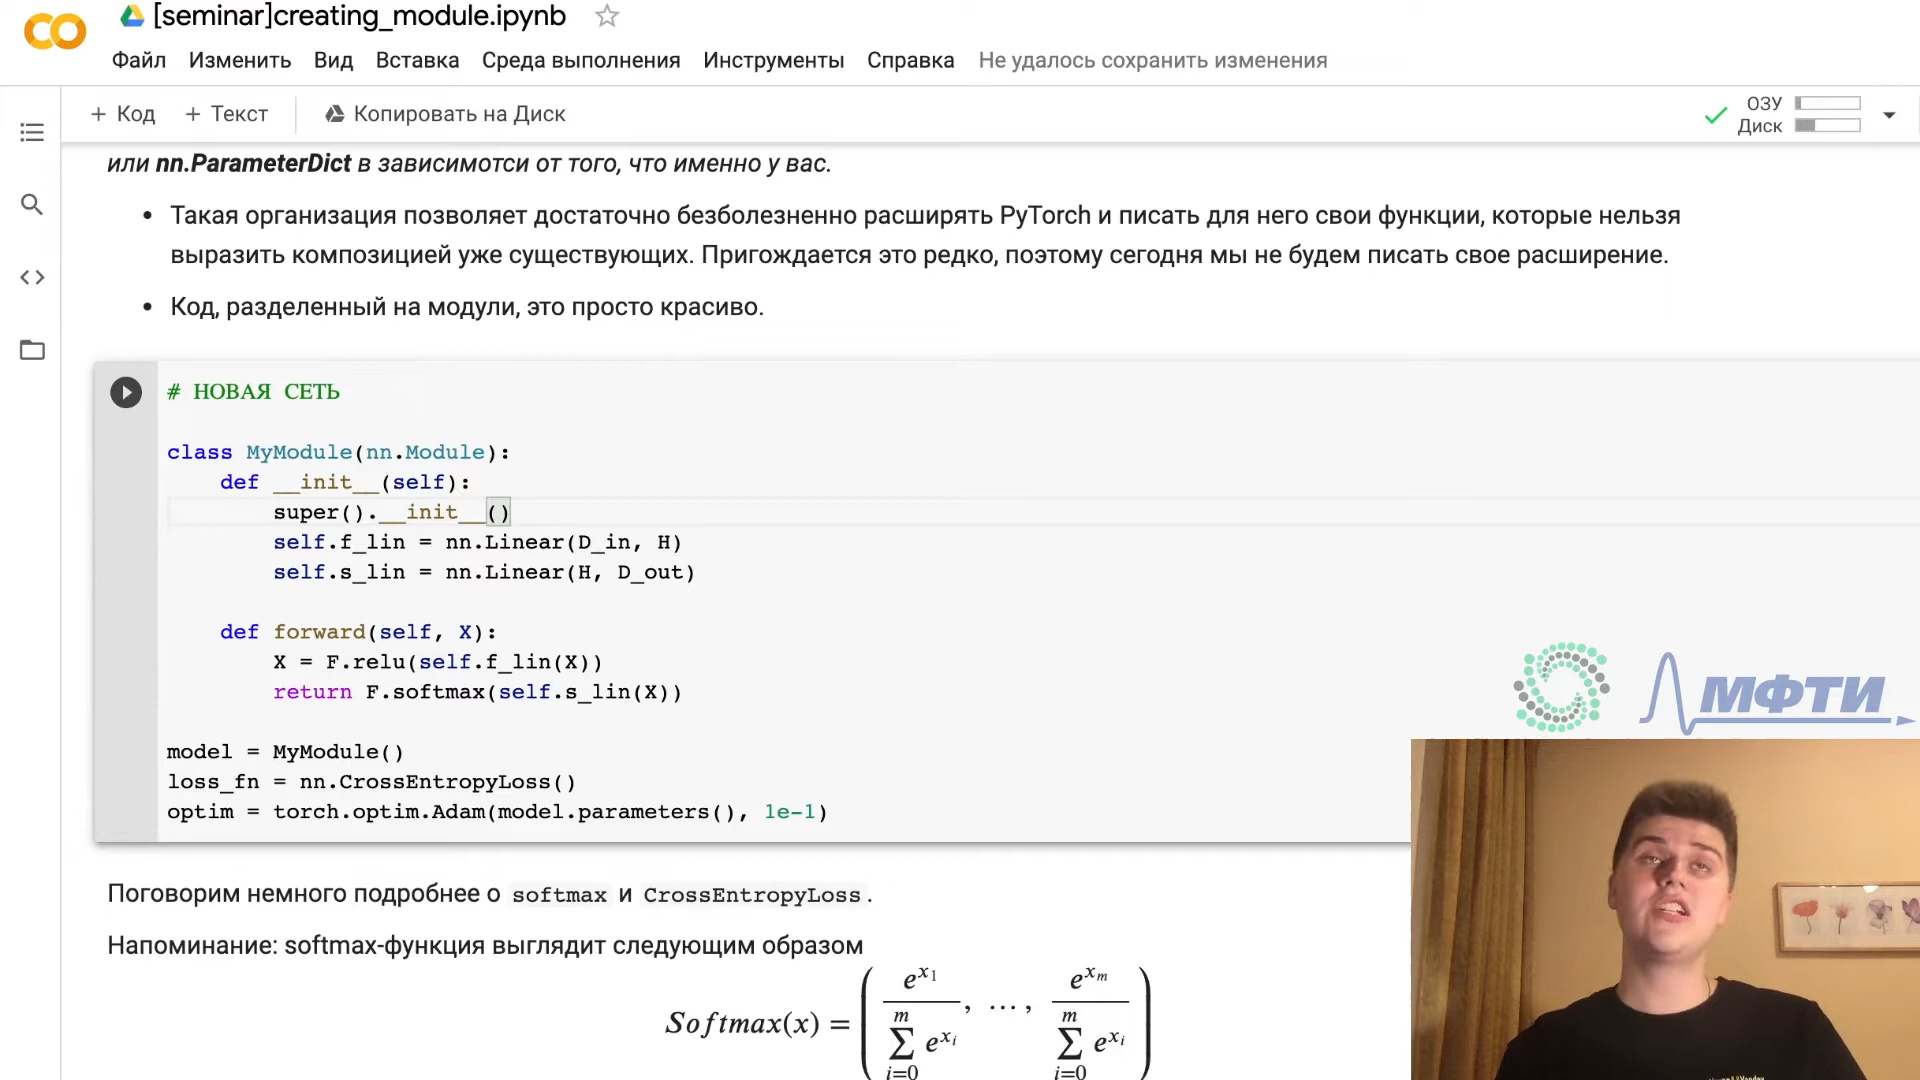 [seminar]creating_module.ipynb
Файл Изменить Вид Вставка Среда выполнения Инструменты Справка Не удалось сохранить изменения
+ Код + Текст Копировать на Диск
ОЗУ
Диск
или nn.ParameterDict в зависимотси от того, что именно у вас.
• Такая организация позволяет достаточно безболезненно расширять PyTorch и писать для него свои функции, которые нельзя
выразить композицией уже существующих. Пригождается это редко, поэтому сегодня мы не будем писать свое расширение.
• Код, разделенный на модули, это просто красиво.
# НОВАЯ СЕТЬ
class MyModule(nn.Module):
def __init__(self):
super().__init__()
self.f_lin = nn.Linear(D_in, H)
self.s_lin = nn.Linear(H, D_out)
def forward(self, X):
X = F.relu(self.f_lin(X))
return F.softmax(self.s_lin(X))
model = MyModule()
loss_fn = nn.CrossEntropyLoss()
optim = torch.optim.Adam(model.parameters(), 1e-1)
МФТИ
Поговорим немного подробнее о softmax и CrossEntropyLoss.
Напоминание: softmax-функция выглядит следующим образом
Softmax(x) = ( e^{x_1} / ∑_{i=0}^{m} e^{x_i} , ... , e^{x_m} / ∑_{i=0}^{m} e^{x_i} )